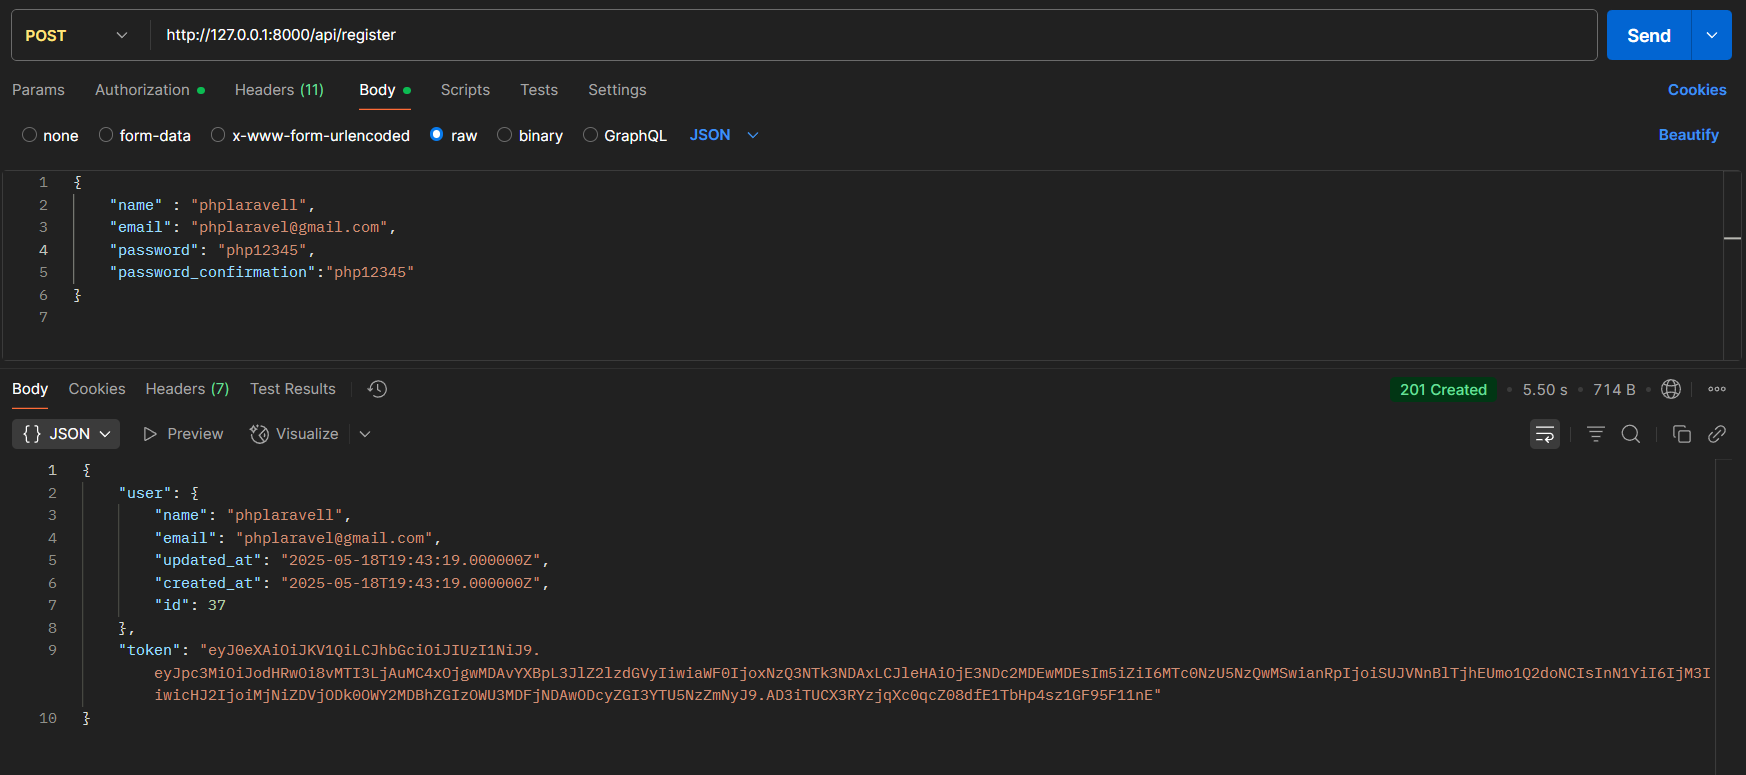 POST http://127.0.0.1:8000/api/register Send
Params Authorization Headers (11) Body Scripts Tests Settings Cookies
none form-data x-www-form-urlencoded raw binary GraphQL JSON Beautify
1 {
2 "name" : "phplaravell",
3 "email": "phplaravel@gmail.com",
4 "password": "php12345",
5 "password_confirmation":"php12345"
6 }
7
Body Cookies Headers (7) Test Results 201 Created • 5.50 s • 714 B •
{} JSON Preview Visualize
1 {
2 "user": {
3 "name": "phplaravell",
4 "email": "phplaravel@gmail.com",
5 "updated_at": "2025-05-18T19:43:19.000000Z",
6 "created_at": "2025-05-18T19:43:19.000000Z",
7 "id": 37
8 },
9 "token": "eyJ0eXAiOiJKV1QiLCJhbGciOiJIUzI1NiJ9.
eyJpc3MiOiJodHRwOi8vMTI3LjAuMC4xOjgwMDAvYXBpL3JlZ2lzdGVyIiwiaWF0IjoxNzQ3NTk3NDAxLCJleHAiOjE3NDc2MDEwMDEsIm5iZiI6MTc0NzU5NzQwMSwianRpIjoiSUJVNnBlTjhEUmo1Q2doNCIsInN1YiI6IjM3I
iwicHJ2IjoiMjNiZDVjODk0OWY2MDBhZGIzOWU3MDFjNDAwODcyZGI3YTU5NzZmNyJ9.AD3iTUCX3RYzjqXc0qcZ08dfE1TbHp4sz1GF95F11nE"
10 }